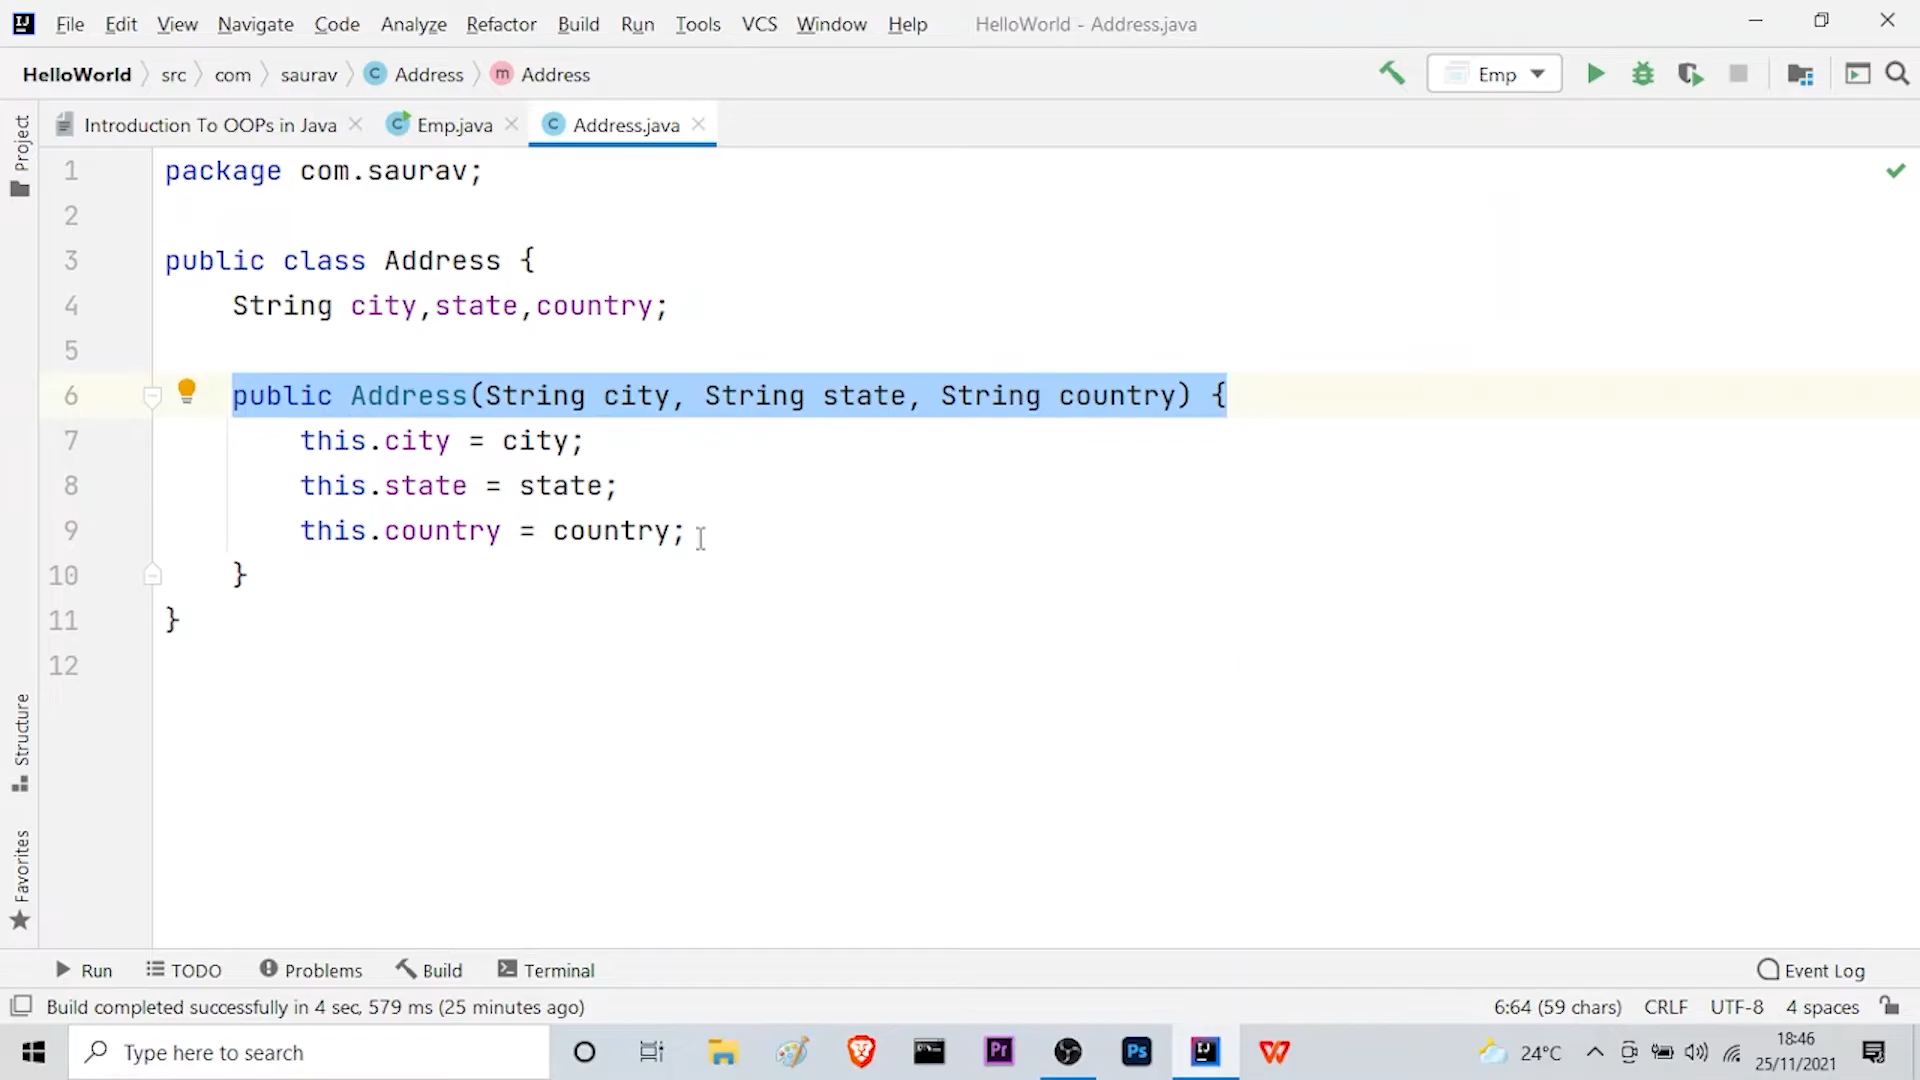 File Edit View Navigate Code Analyze Refactor Build Run Tools VCS Window Help HelloWorld - Address.java
HelloWorld src com saurav C Address m Address Emp
Introduction To OOPs in Java C Emp.java C Address.java
Project
1 package com.saurav;
2
3 public class Address {
4 String city,state,country;
5
6 public Address(String city, String state, String country) {
7 this.city = city;
8 this.state = state;
9 this.country = country;
10 }
11 }
12
Structure
Favorites
Run TODO Problems Build Terminal Event Log
Build completed successfully in 4 sec, 579 ms (25 minutes ago) 6:64 (59 chars) CRLF UTF-8 4 spaces
Type here to search Pr Ps IJ W 24°C 18:46
25/11/2021